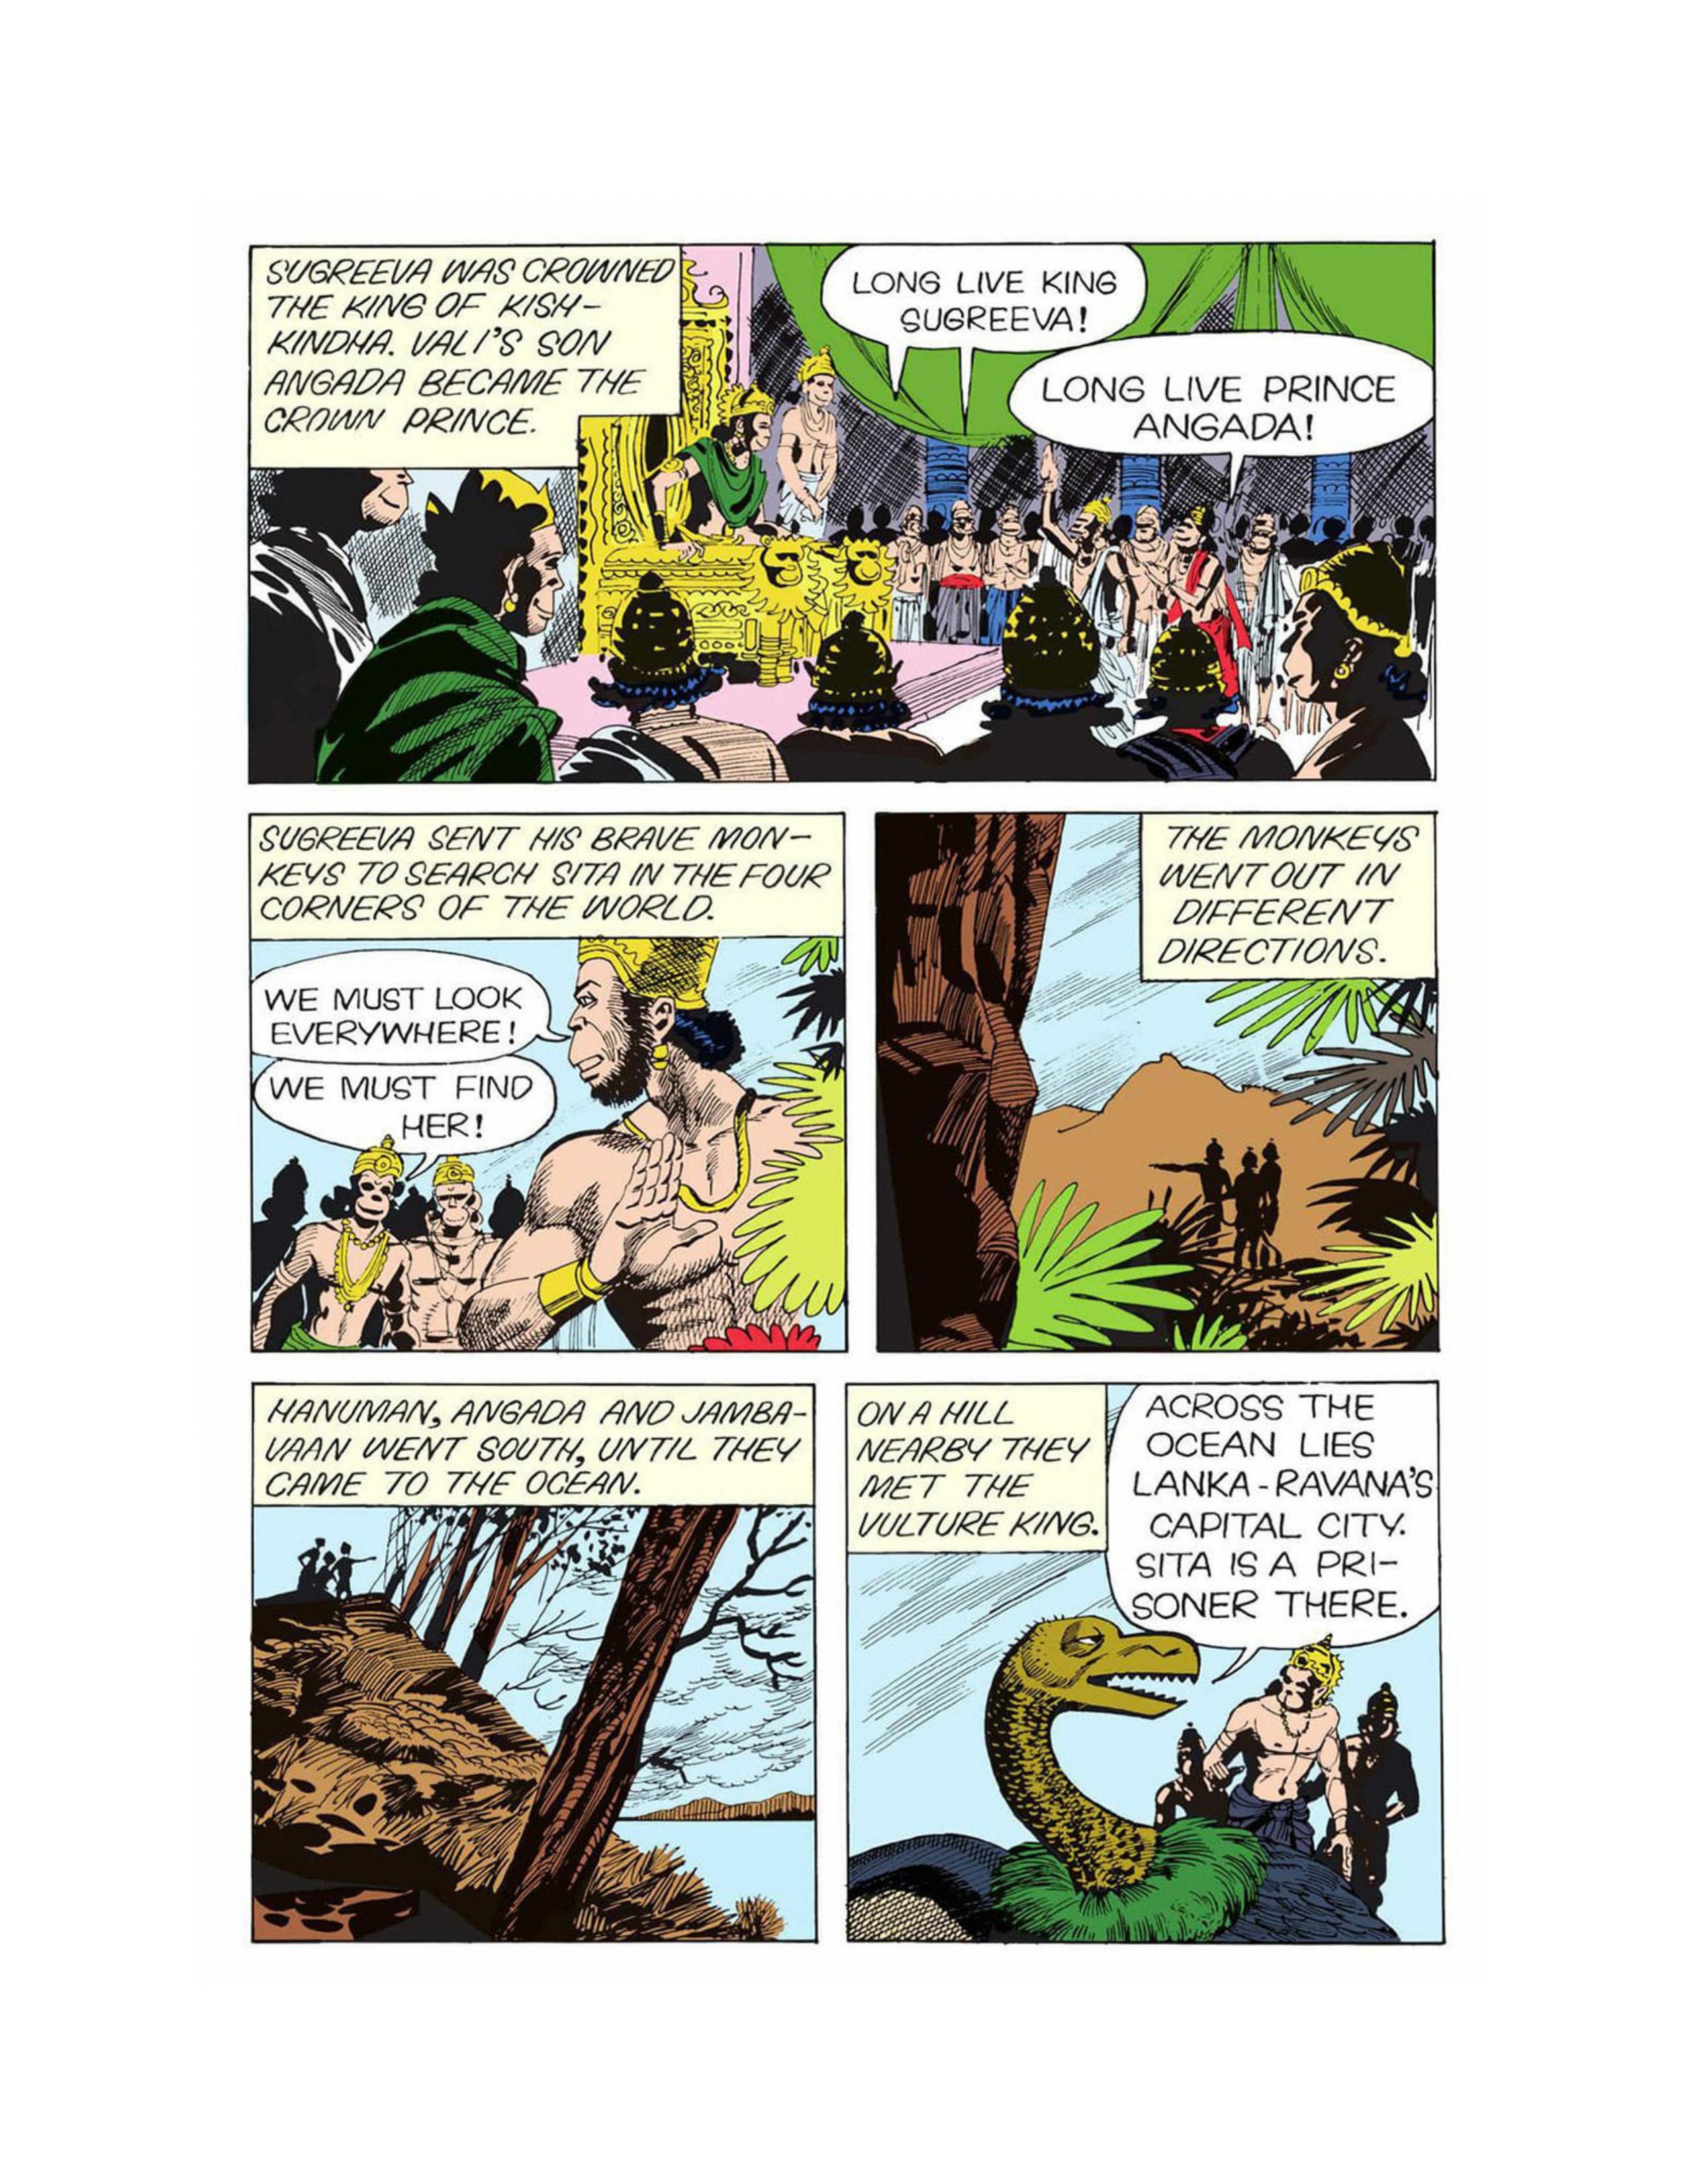 SUGREEVA WAS CROWNED
THE KING OF KISH-
KINDHA. VALI'S SON
ANGADA BECAME THE
CROWN PRINCE.
LONG LIVE KING
SUGREEVA!
LONG LIVE PRINCE
ANGADA!
SUGREEVA SENT HIS BRAVE MON-
KEYS TO SEARCH SITA IN THE FOUR
CORNERS OF THE WORLD.
WE MUST LOOK
EVERYWHERE!
WE MUST FIND
HER!
THE MONKEYS
WENT OUT IN
DIFFERENT
DIRECTIONS.
HANUMAN, ANGADA AND JAMBA-
VAAN WENT SOUTH, UNTIL THEY
CAME TO THE OCEAN.
ON A HILL
NEARBY THEY
MET THE
VULTURE KING.
ACROSS THE
OCEAN LIES
LANKA-RAVANA'S
CAPITAL CITY.
SITA IS A PRI-
SONER THERE.